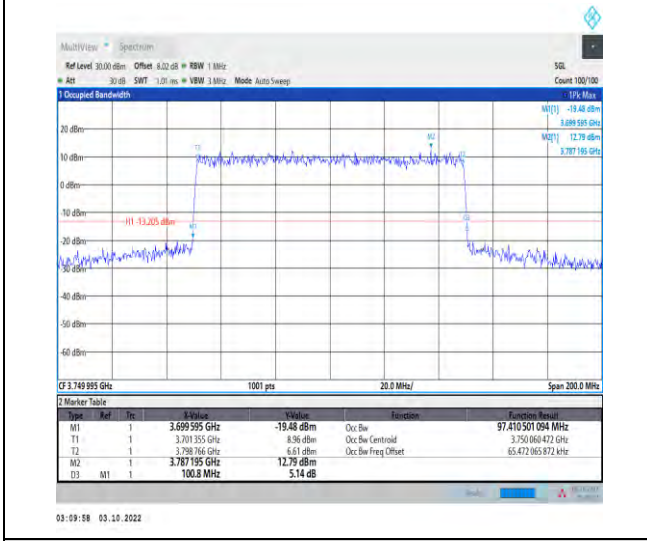 MultiView Spectrum
Ref Level 30.00 dBm Offset 8.02 dB RBW 1 MHz SGL
Att 30 dB SWT 1.01 ms VBW 3 MHz Mode Auto Sweep Count 100/100
1 Occupied Bandwidth 1Pk Max
M1[1] -19.48 dBm
3.699 595 GHz
20 dBm M2 M2[1] 12.79 dBm
T1 3.787 195 GHz
10 dBm
0 dBm
-10 dBm
H1 -13.205 dBm
M1 D3
-20 dBm
-30 dBm
-40 dBm
-50 dBm
-60 dBm
CF 3.749 995 GHz 1001 pts 20.0 MHz/ Span 200.0 MHz
2 Marker Table
Type Ref Trc X-Value Y-Value Function Function Result
M1 1 3.699 595 GHz -19.48 dBm Occ Bw 97.410 501 094 MHz
T1 1 3.701 355 GHz 8.96 dBm Occ Bw Centroid 3.750 060 472 GHz
T2 1 3.798 766 GHz 6.61 dBm Occ Bw Freq Offset 65.472 065 872 kHz
M2 1 3.787 195 GHz 12.79 dBm
D3 M1 1 100.8 MHz 5.14 dB
03:09:58 03.10.2022